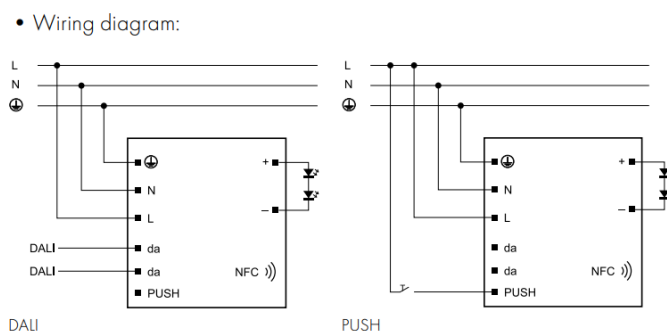 • Wiring diagram:
L
N
+
N
L
DALI da
DALI da
NFC
PUSH
–
DALI
L
N
+
N
L
da
da
NFC
PUSH
–
PUSH